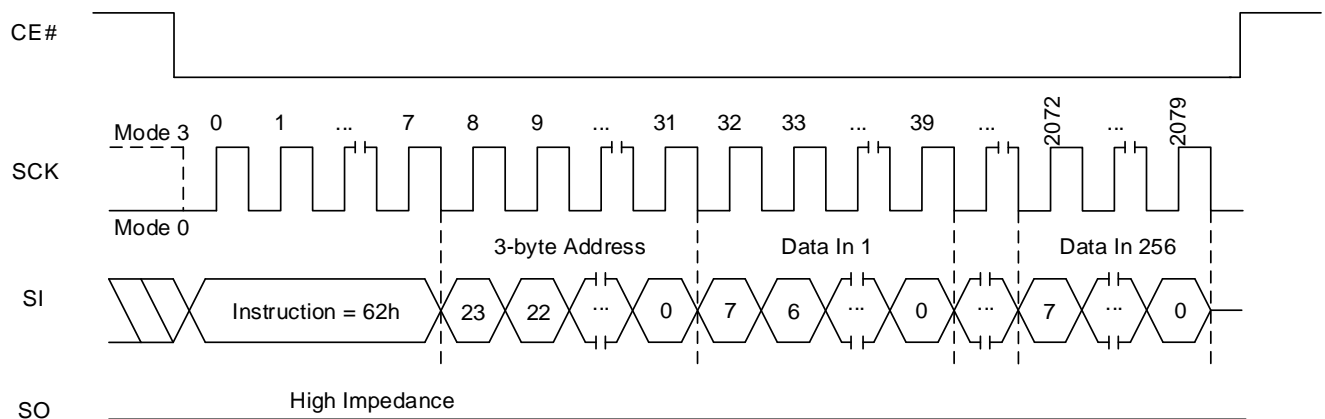 CE#
Mode 3 0 1 ... 7 8 9 ... 31 32 33 ... 39 ... 2072 ... 2079
SCK
Mode 0
3-byte Address Data In 1 Data In 256
SI Instruction = 62h 23 22 ... 0 7 6 ... 0 ... 7 ... 0
High Impedance
SO